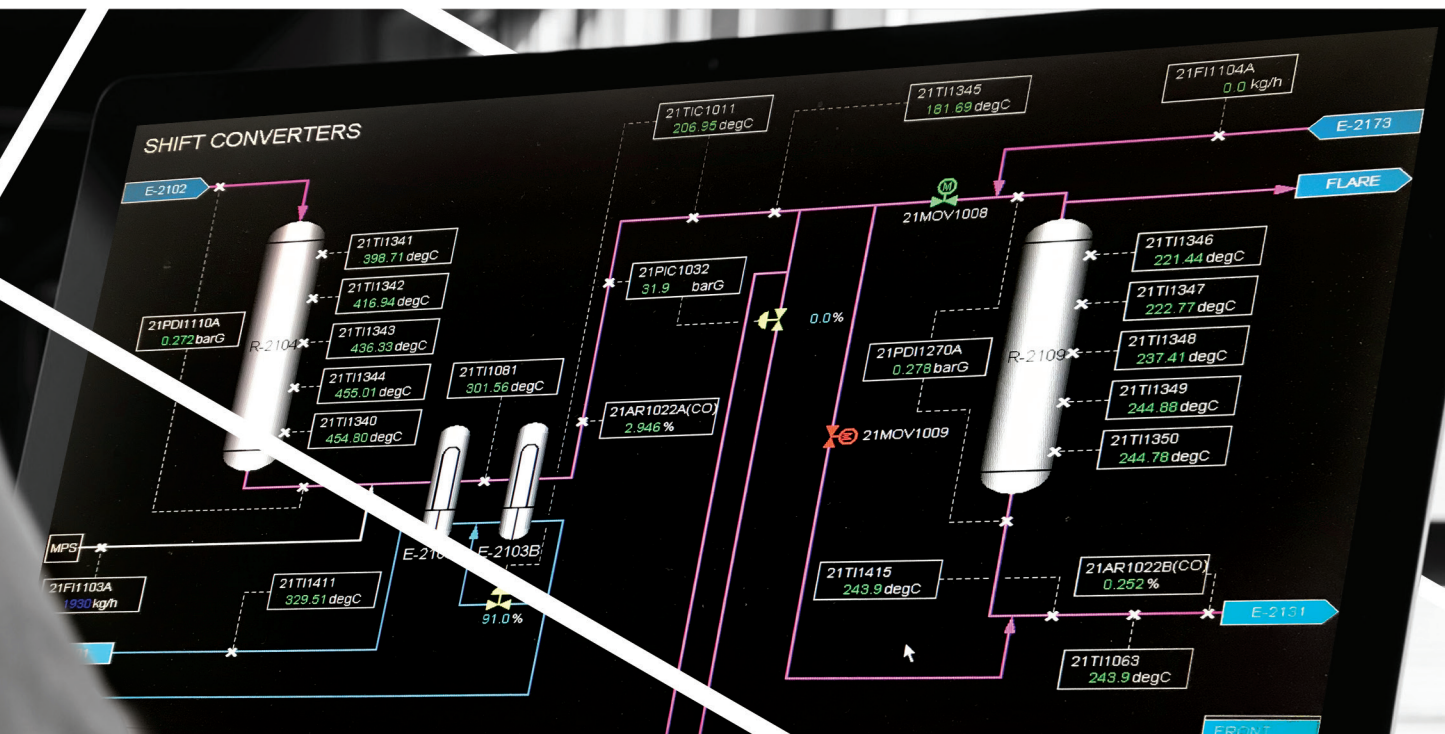 SHIFT CONVERTERS
E-2102
21TIC1011
206.95 degC
21TI1345
181.69 degC
21FI1104A
0.0 kg/h
E-2173
FLARE
M
21MOV1008
21TI1341
398.71 degC
21TI1342
416.94 degC
21TI1343
436.33 degC
21TI1344
455.01 degC
21TI1340
454.80 degC
21PDI1110A
0.272 barG
R-2104
21TI1081
301.56 degC
21PIC1032
31.9 barG
0.0%
21AR1022A(CO)
2.946 %
21PDI1270A
0.278 barG
R-2109
21TI1346
221.44 degC
21TI1347
222.77 degC
21TI1348
237.41 degC
21TI1349
244.88 degC
21TI1350
244.78 degC
21MOV1009
MPS
21FI1103A
1930 kg/h
21TI1411
329.51 degC
E-2103B
91.0 %
21TI1415
243.9 degC
21AR1022B(CO)
0.252 %
E-2131
21TI1063
243.9 degC
FRONT